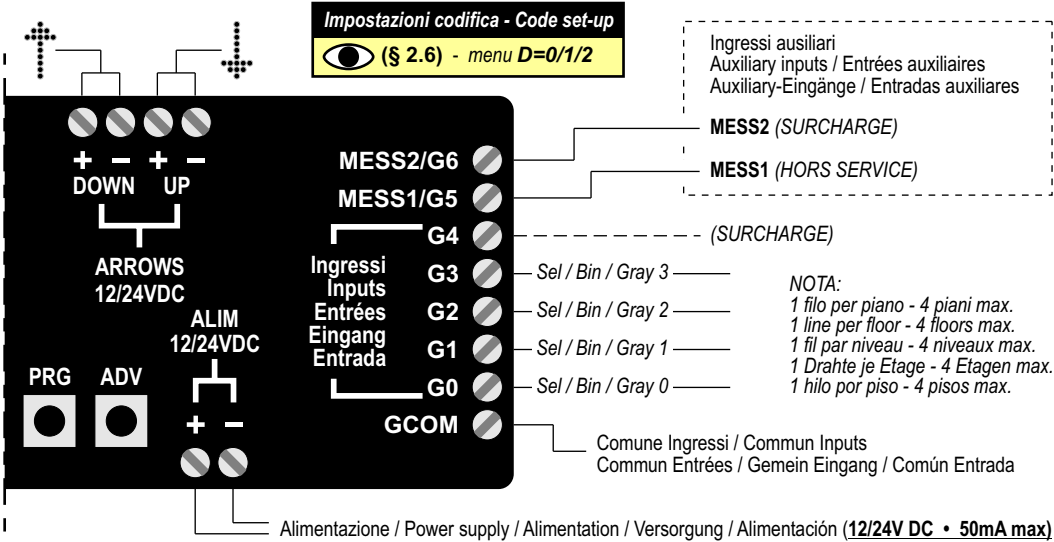 Impostazioni codifica - Code set-up
(§ 2.6) - menu D=0/1/2
Ingressi ausiliari
Auxiliary inputs / Entrées auxiliaires
Auxiliary-Eingänge / Entradas auxiliares
MESS2 (SURCHARGE)
MESS1 (HORS SERVICE)
+ − + −
DOWN UP
ARROWS
12/24VDC
ALIM
12/24VDC
+ −
PRG ADV
MESS2/G6
MESS1/G5
G4
G3
G2
G1
G0
GCOM
Ingressi
Inputs
Entrées
Eingang
Entrada
(SURCHARGE)
Sel / Bin / Gray 3
Sel / Bin / Gray 2
Sel / Bin / Gray 1
Sel / Bin / Gray 0
NOTA:
1 filo per piano - 4 piani max.
1 line per floor - 4 floors max.
1 fil par niveau - 4 niveaux max.
1 Drahte je Etage - 4 Etagen max.
1 hilo por piso - 4 pisos max.
Comune Ingressi / Commun Inputs
Commun Entrées / Gemein Eingang / Común Entrada
Alimentazione / Power supply / Alimentation / Versorgung / Alimentación (12/24V DC • 50mA max)